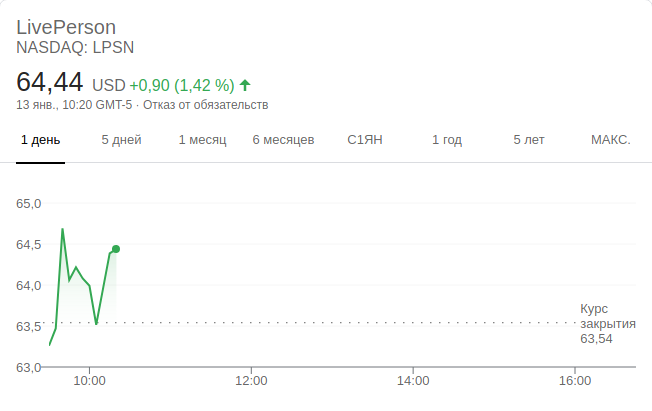 LivePerson
NASDAQ: LPSN
64,44 USD +0,90 (1,42 %)
13 янв., 10:20 GMT-5 · Отказ от обязательств
1 день 5 дней 1 месяц 6 месяцев С1ЯН 1 год 5 лет МАКС.
65,0
64,5
64,0
63,5
63,0
Курс
закрытия
63,54
10:00 12:00 14:00 16:00